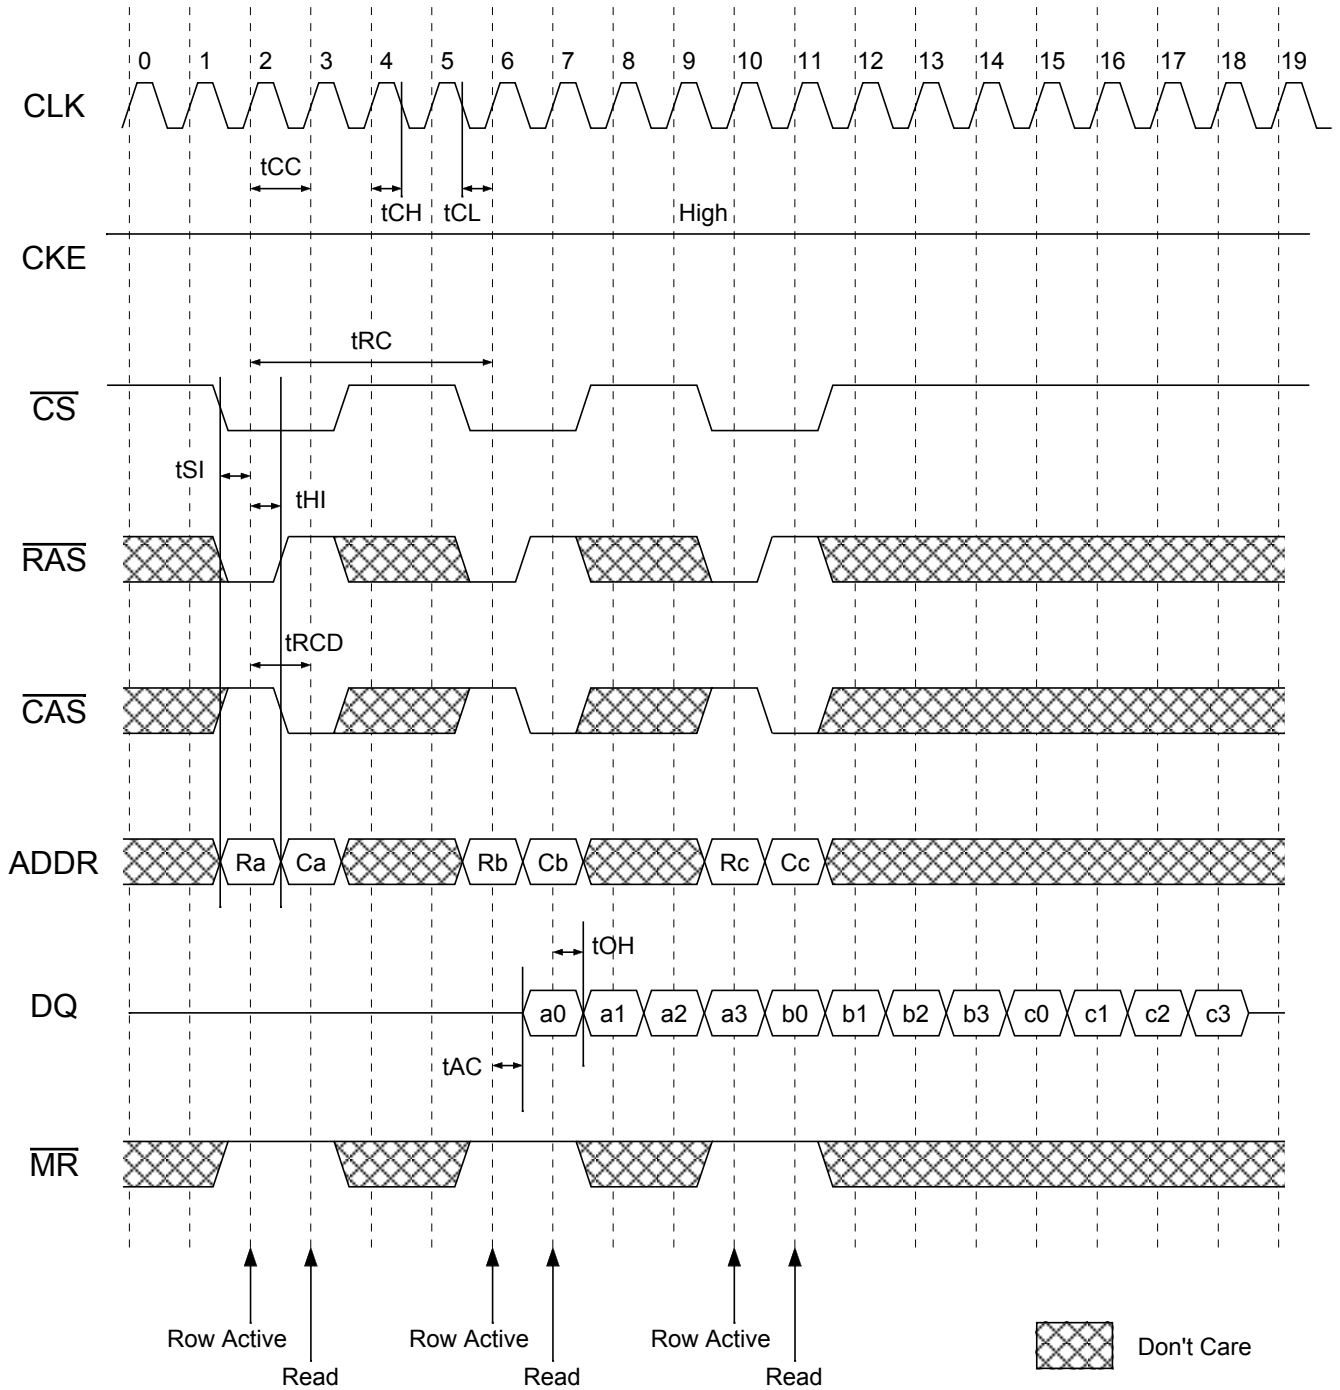 0 1 2 3 4 5 6 7 8 9 10 11 12 13 14 15 16 17 18 19
CLK
tCC
tCH tCL High
CKE
tRC
CS
tSI
tHI
RAS
tRCD
CAS
ADDR Ra Ca Rb Cb Rc Cc
tOH
DQ a0 a1 a2 a3 b0 b1 b2 b3 c0 c1 c2 c3
tAC
MR
Row Active Row Active Row Active
Don't Care
Read Read Read